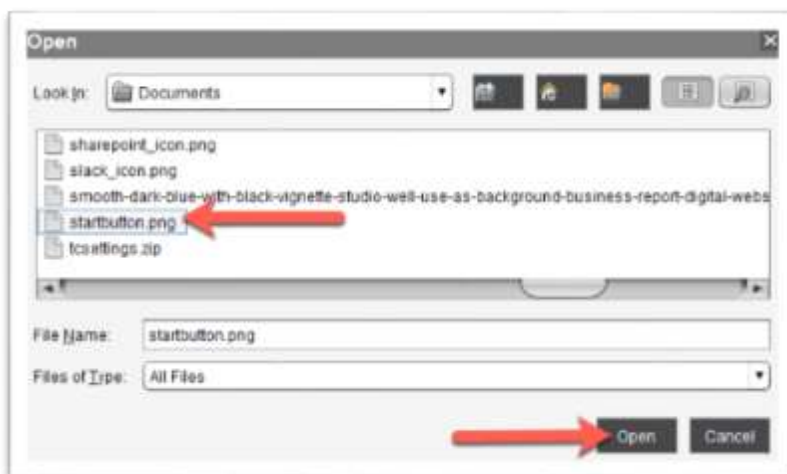 Open
Look In: Documents
sharepoint_icon.png
slack_icon.png
smooth-dark-blue-with-black-vignette-studio-well-use-as-background-business-report-digital-webs
startbutton.png
tcsettings.zip
File Name: startbutton.png
Files of Type: All Files
Open Cancel